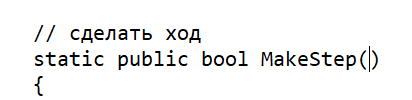 // сделать ход
static public bool MakeStep()
{